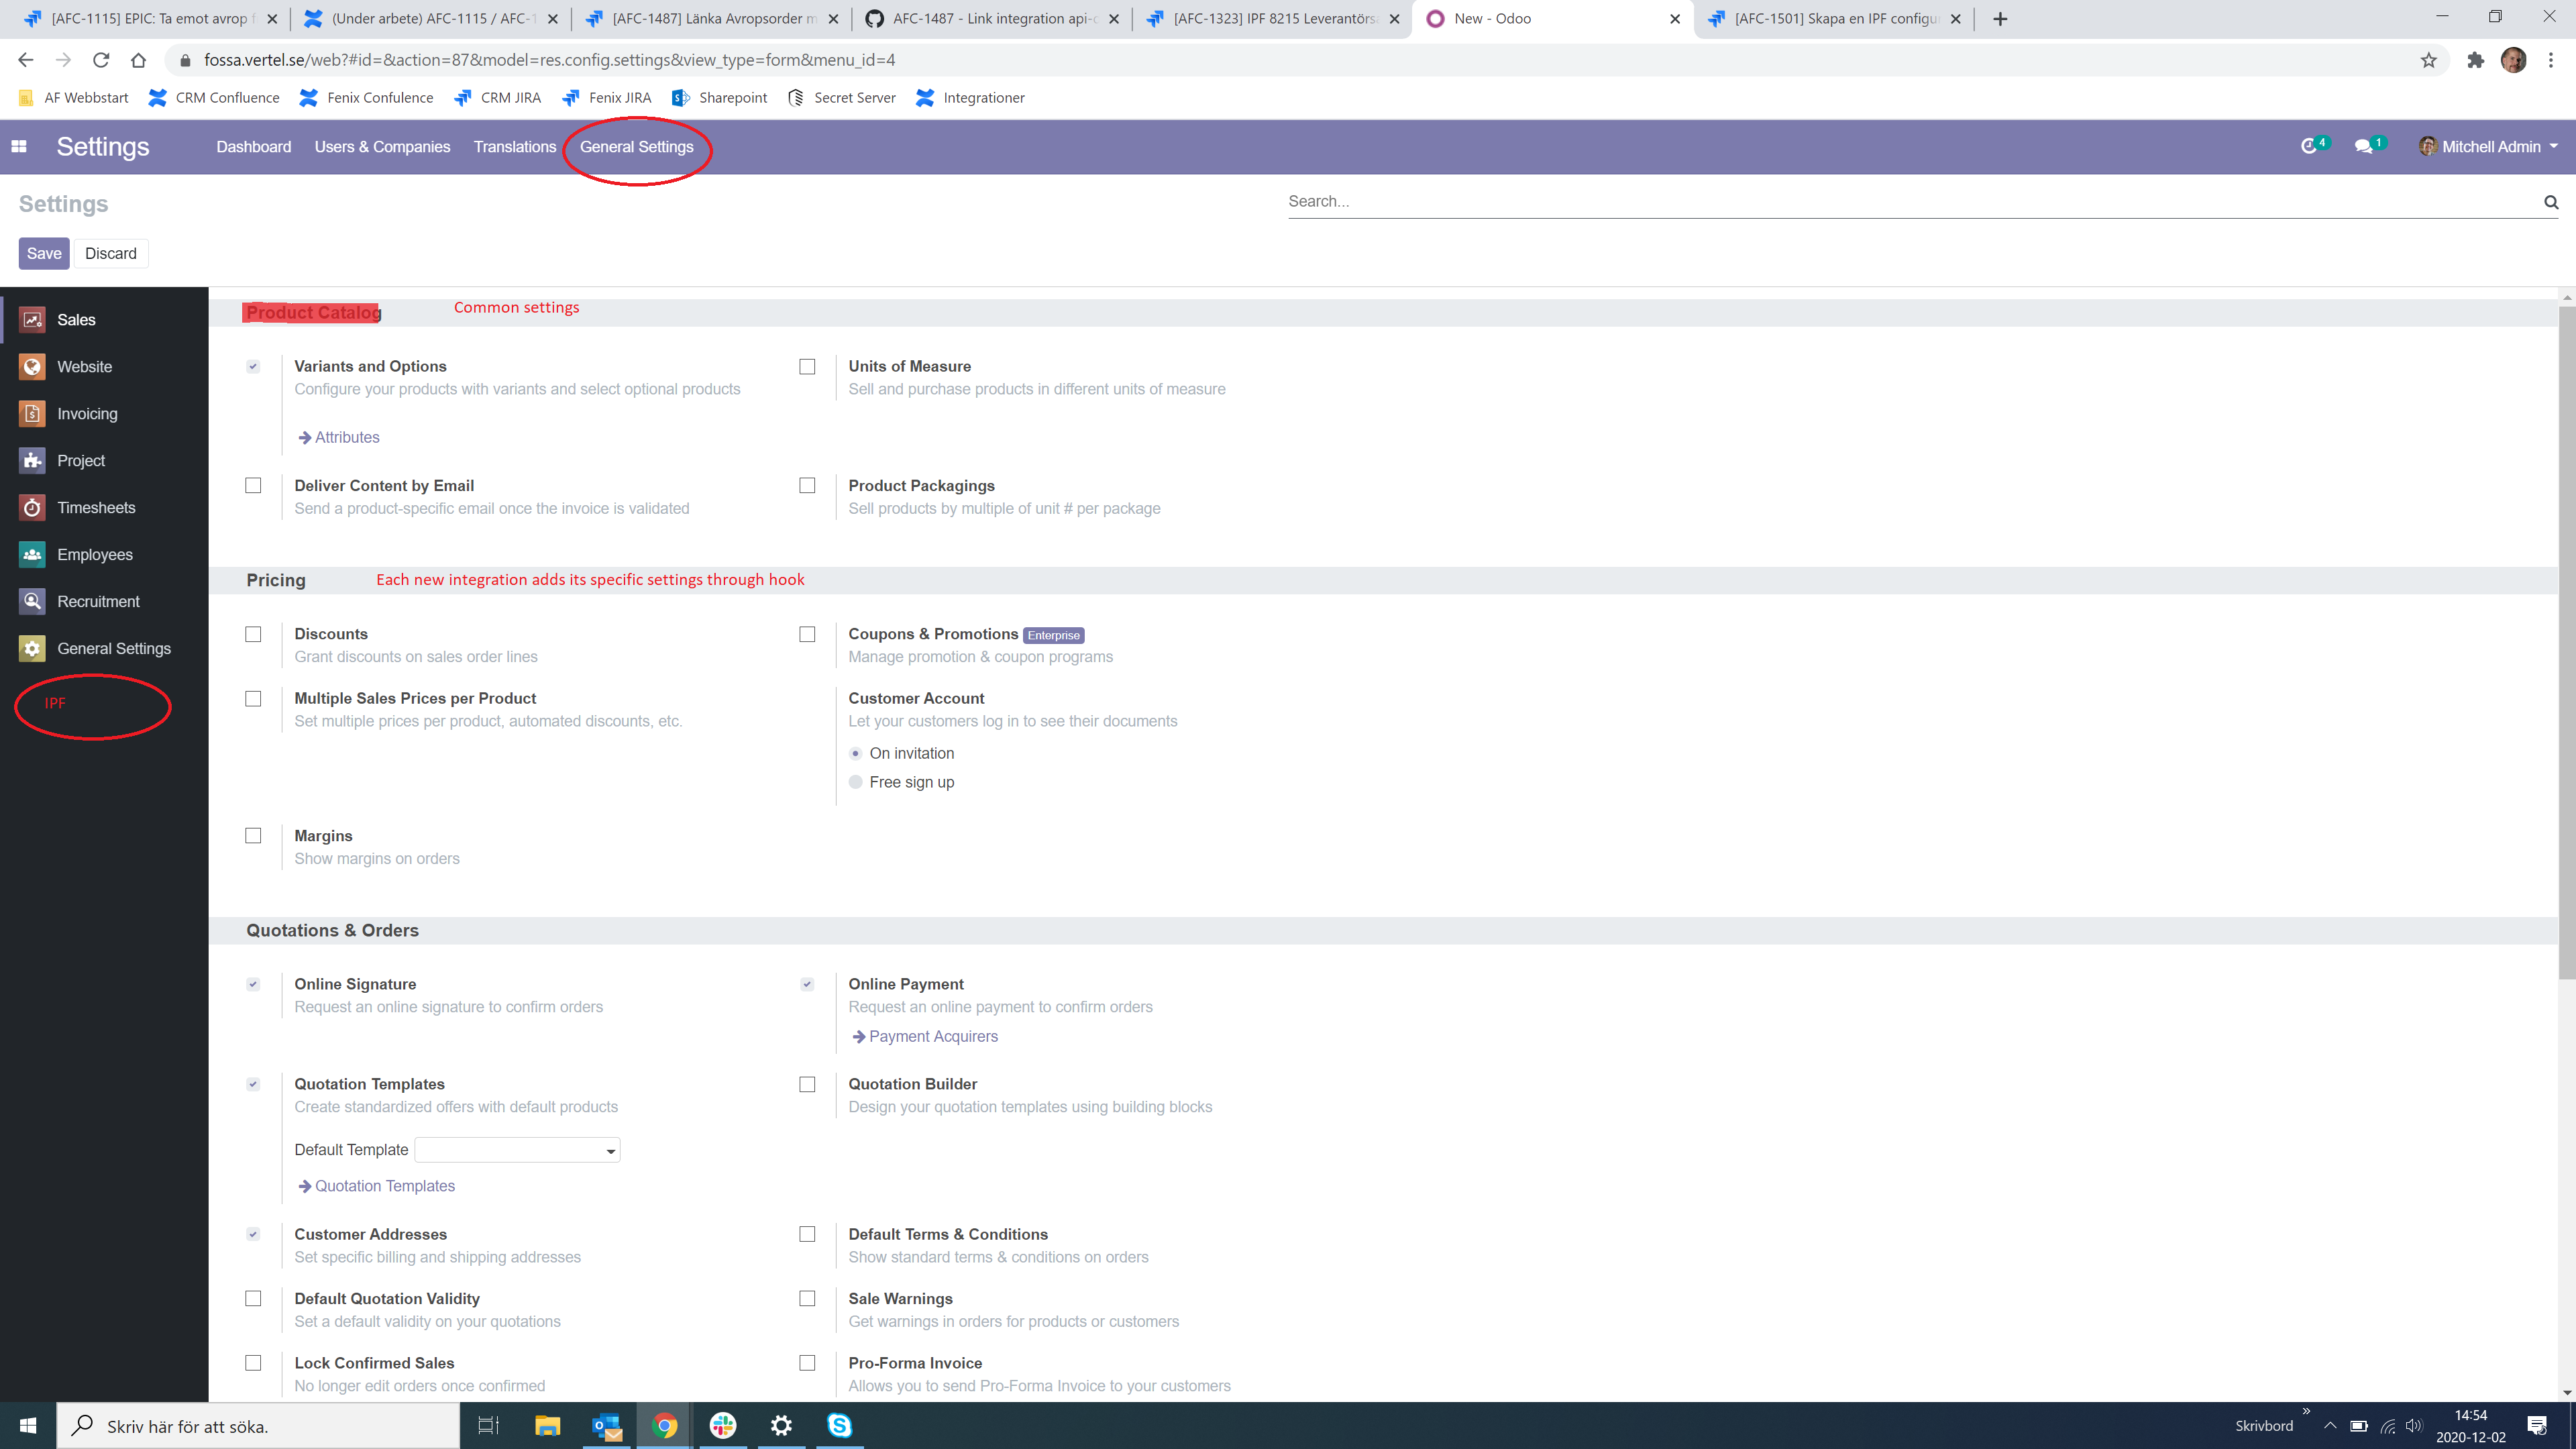 [AFC-1115] EPIC: Ta emot avrop f
(Under arbete) AFC-1115 / AFC-1
[AFC-1487] Länka Avropsorder m
AFC-1487 - Link integration api-c
[AFC-1323] IPF 8215 Leverantörs
New - Odoo
[AFC-1501] Skapa en IPF configu
fossa.vertel.se/web?#id=&action=87&model=res.config.settings&view_type=form&menu_id=4
AF Webbstart
CRM Confluence
Fenix Confulence
CRM JIRA
Fenix JIRA
Sharepoint
Secret Server
Integrationer
Settings
Dashboard
Users & Companies
Translations
General Settings
4
1
Mitchell Admin
Settings
Search...
Save
Discard
Sales
Website
Invoicing
Project
Timesheets
Employees
Recruitment
General Settings
IPF
Product Catalog
Common settings
Variants and Options
Configure your products with variants and select optional products
Attributes
Units of Measure
Sell and purchase products in different units of measure
Deliver Content by Email
Send a product-specific email once the invoice is validated
Product Packagings
Sell products by multiple of unit # per package
Pricing
Each new integration adds its specific settings through hook
Discounts
Grant discounts on sales order lines
Coupons & Promotions Enterprise
Manage promotion & coupon programs
Multiple Sales Prices per Product
Set multiple prices per product, automated discounts, etc.
Customer Account
Let your customers log in to see their documents
On invitation
Free sign up
Margins
Show margins on orders
Quotations & Orders
Online Signature
Request an online signature to confirm orders
Online Payment
Request an online payment to confirm orders
Payment Acquirers
Quotation Templates
Create standardized offers with default products
Default Template
Quotation Templates
Quotation Builder
Design your quotation templates using building blocks
Customer Addresses
Set specific billing and shipping addresses
Default Terms & Conditions
Show standard terms & conditions on orders
Default Quotation Validity
Set a default validity on your quotations
Sale Warnings
Get warnings in orders for products or customers
Lock Confirmed Sales
No longer edit orders once confirmed
Pro-Forma Invoice
Allows you to send Pro-Forma Invoice to your customers
Skriv här för att söka.
Skrivbord
14:54
2020-12-02